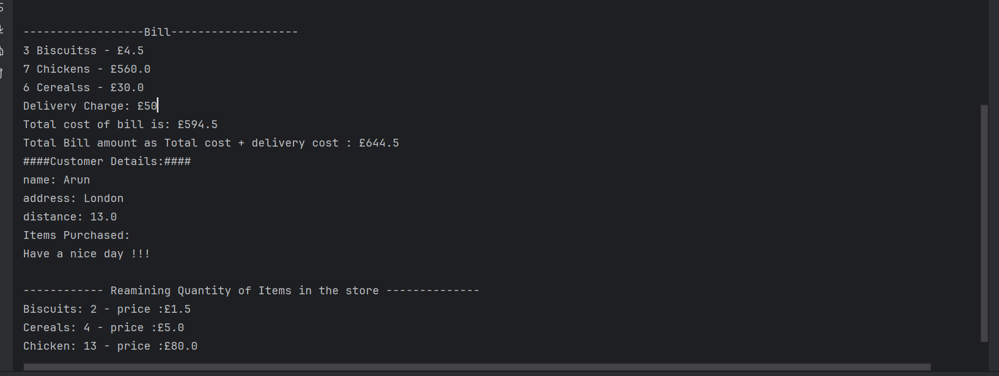 ------------------Bill-------------------
3 Biscuitss - £4.5
7 Chickens - £560.0
6 Cerealss - £30.0
Delivery Charge: £50
Total cost of bill is: £594.5
Total Bill amount as Total cost + delivery cost : £644.5
####Customer Details:####
name: Arun
address: London
distance: 13.0
Items Purchased:
Have a nice day !!!
------------ Reamining Quantity of Items in the store --------------
Biscuits: 2 - price :£1.5
Cereals: 4 - price :£5.0
Chicken: 13 - price :£80.0